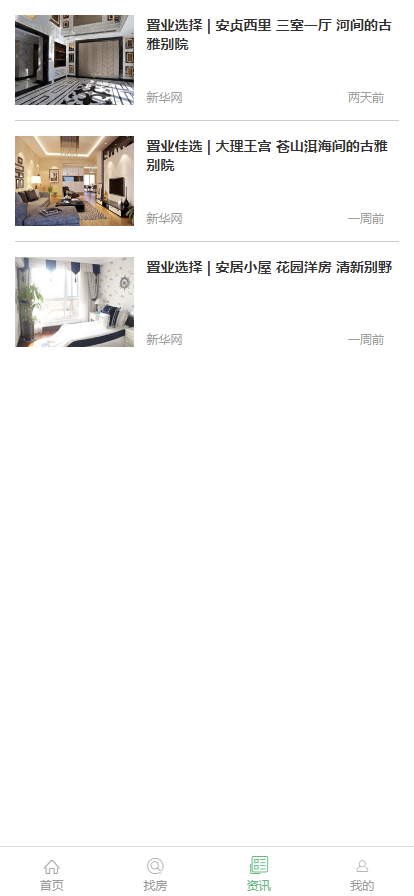 置业选择 | 安贞西里 三室一厅 河间的古
雅别院
新华网 两天前
置业佳选 | 大理王宫 苍山洱海间的古雅
别院
新华网 一周前
置业选择 | 安居小屋 花园洋房 清新别野
新华网 一周前
首页 找房 资讯 我的